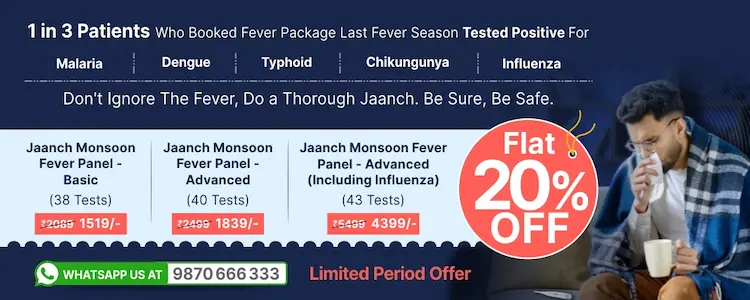 1 in 3 Patients Who Booked Fever Package Last Fever Season Tested Positive For
Malaria Dengue Typhoid Chikungunya Influenza
Don't Ignore The Fever, Do a Thorough Jaanch. Be Sure, Be Safe.
Jaanch Monsoon
Fever Panel -
Basic
(38 Tests)
₹2089 1519/-
Jaanch Monsoon
Fever Panel -
Advanced
(40 Tests)
₹2499 1839/-
Jaanch Monsoon Fever
Panel - Advanced
(Including Influenza)
(43 Tests)
₹5499 4399/-
Flat
20%
OFF
WHATSAPP US AT 9870 666 333
Limited Period Offer